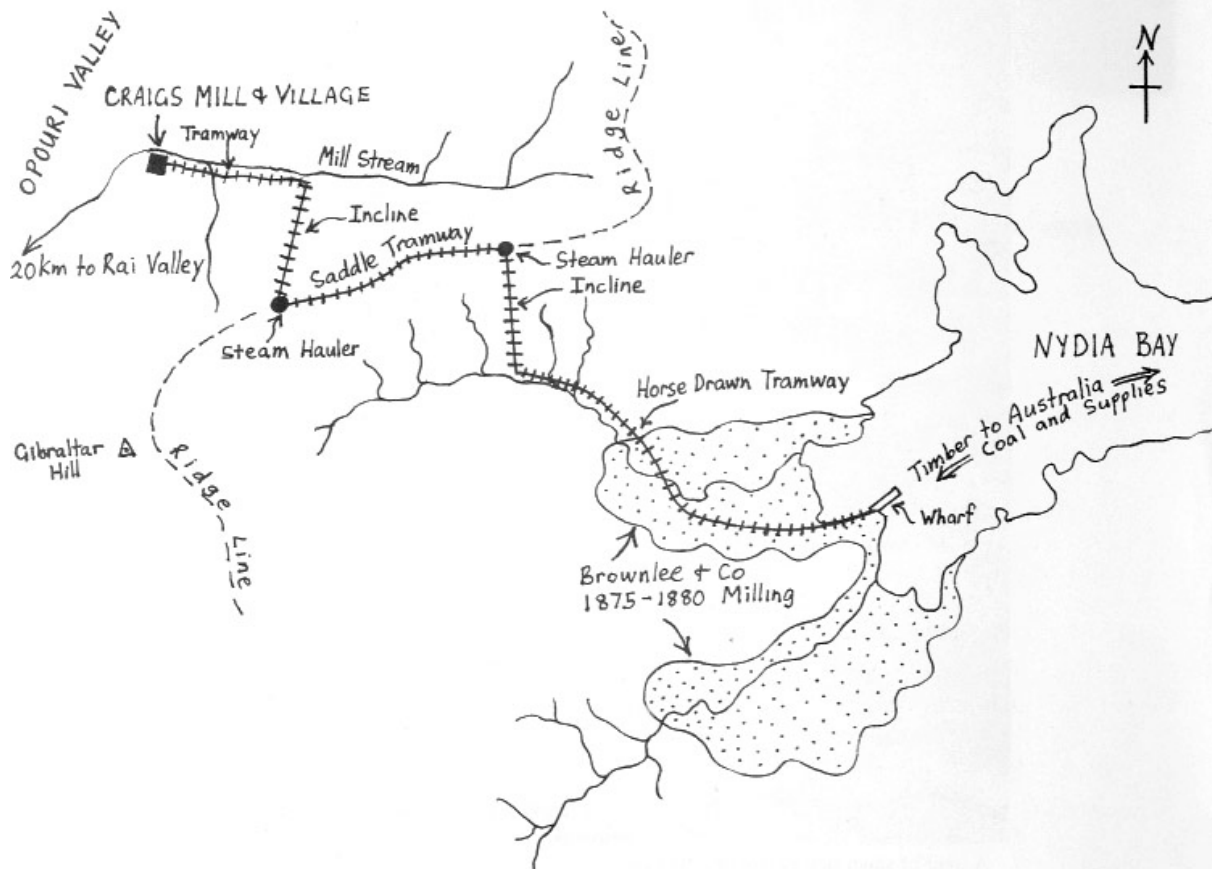 OPOURI VALLEY
CRAIGS MILL & VILLAGE
Tramway
Mill Stream
Ridge Line
N
Incline
Saddle Tramway
20km to Rai Valley
Steam Hauler
Incline
Steam Hauler
NYDIA BAY
Horse Drawn Tramway
Timber to Australia
Coal and Supplies
Gibraltar
Hill
Ridge Line
Wharf
Brownlee & Co
1875-1880 Milling